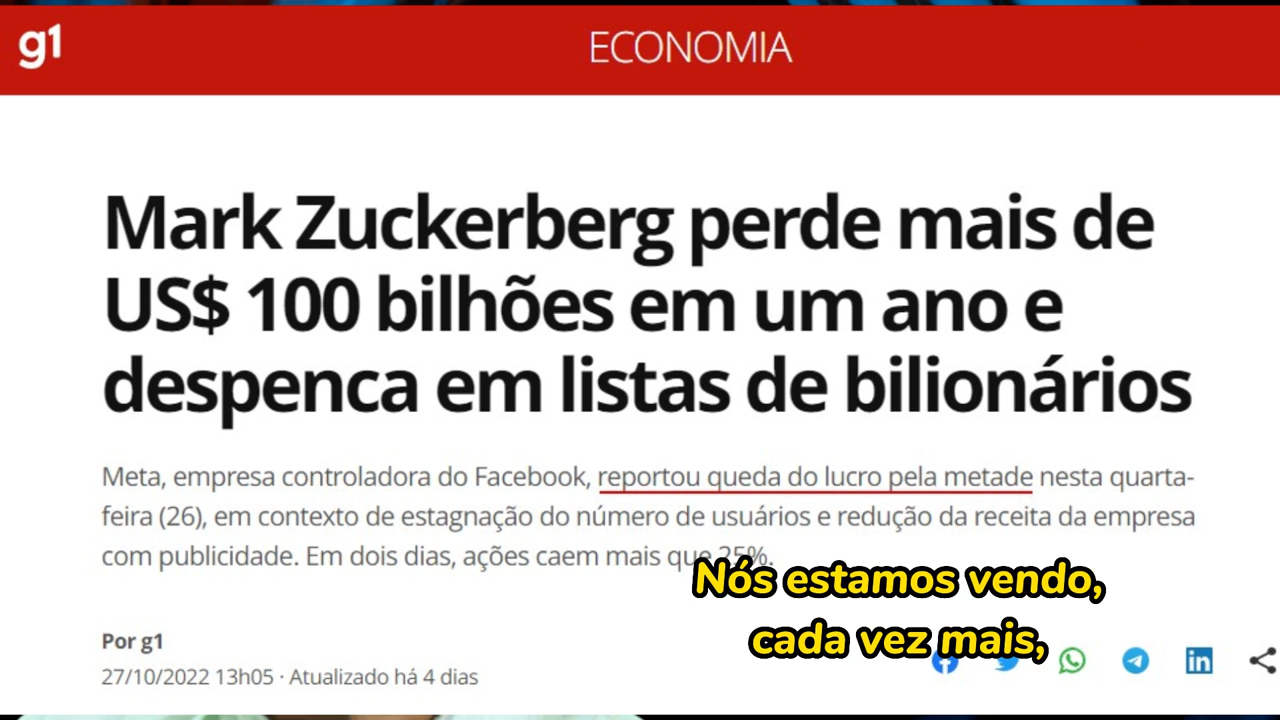 g1
ECONOMIA
Mark Zuckerberg perde mais de
US$ 100 bilhões em um ano e
despenca em listas de bilionários
Meta, empresa controladora do Facebook, reportou queda do lucro pela metade nesta quarta-
feira (26), em contexto de estagnação do número de usuários e redução da receita da empresa
com publicidade. Em dois dias, ações caem mais que 25%.
Nós estamos vendo,
cada vez mais,
Por g1
27/10/2022 13h05 · Atualizado há 4 dias